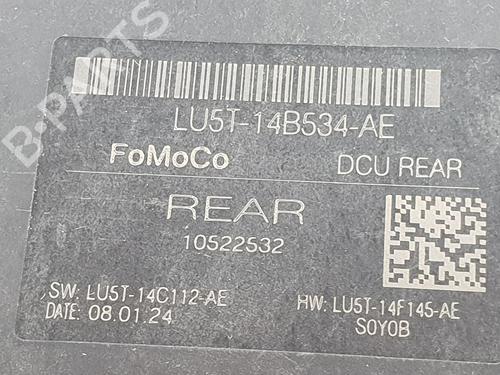 B-PARTS
LU5T-14B534-AE
FoMoCo DCU REAR
REAR
10522532
SW: LU5T-14C112-AE HW: LU5T-14F145-AE
DATE: 08.01.24 S0Y0B